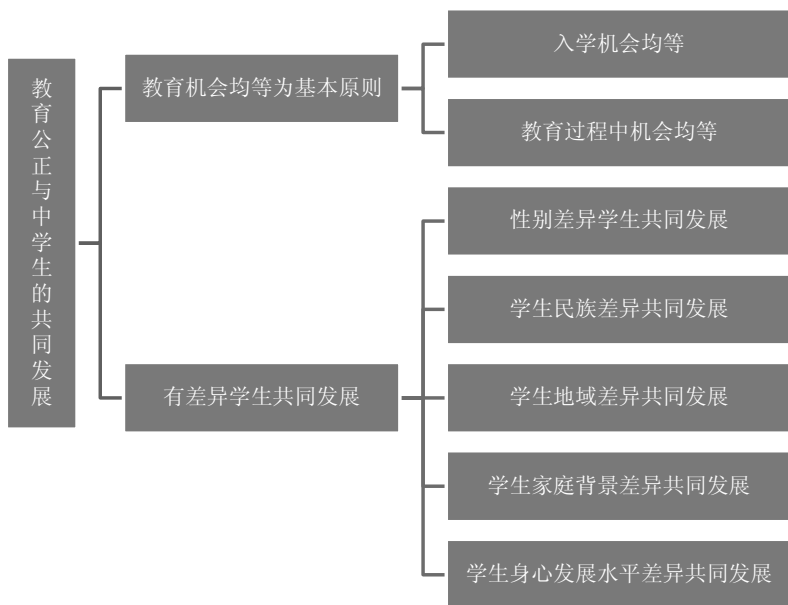 教育公正与中学生的共同发展
教育机会均等为基本原则
入学机会均等
教育过程中机会均等
有差异学生共同发展
性别差异学生共同发展
学生民族差异共同发展
学生地域差异共同发展
学生家庭背景差异共同发展
学生身心发展水平差异共同发展